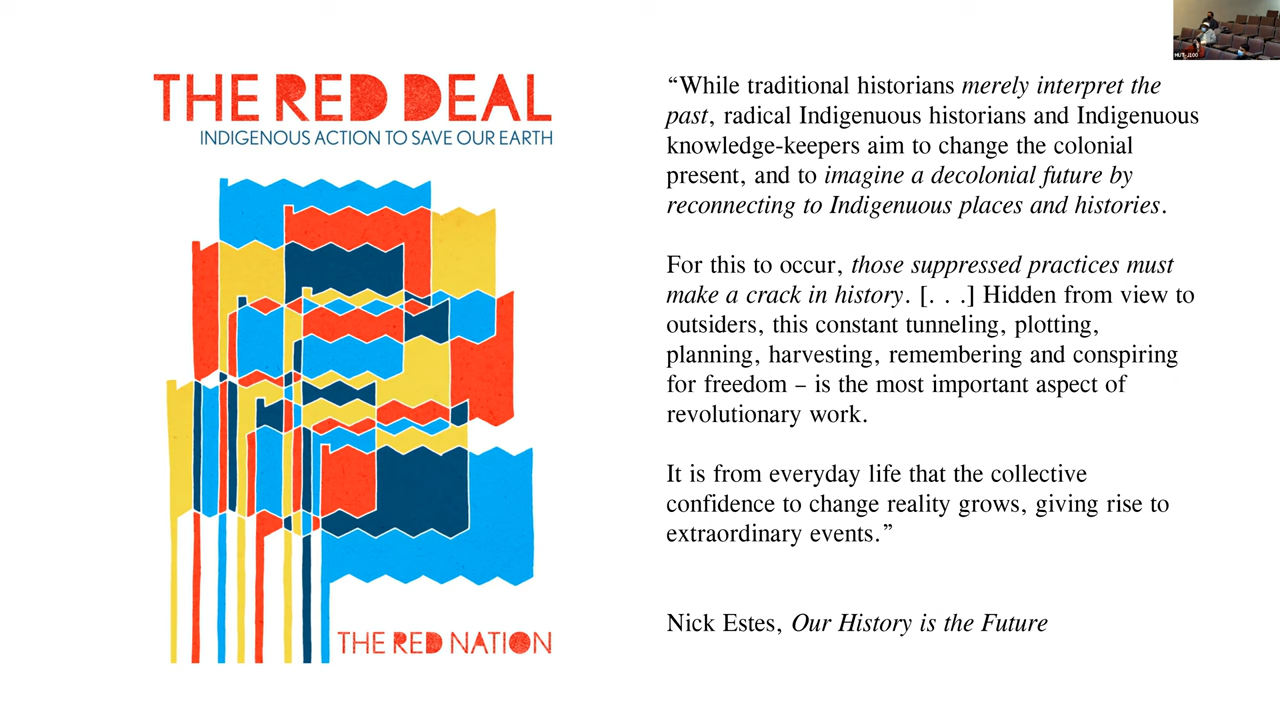 THE RED DEAL
INDIGENOUS ACTION TO SAVE OUR EARTH
THE RED NATION
“While traditional historians merely interpret the
past, radical Indigenuous historians and Indigenuous
knowledge-keepers aim to change the colonial
present, and to imagine a decolonial future by
reconnecting to Indigenuous places and histories.
For this to occur, those suppressed practices must
make a crack in history. [. . .] Hidden from view to
outsiders, this constant tunneling, plotting,
planning, harvesting, remembering and conspiring
for freedom – is the most important aspect of
revolutionary work.
It is from everyday life that the collective
confidence to change reality grows, giving rise to
extraordinary events.”
Nick Estes, Our History is the Future
HUT-J100